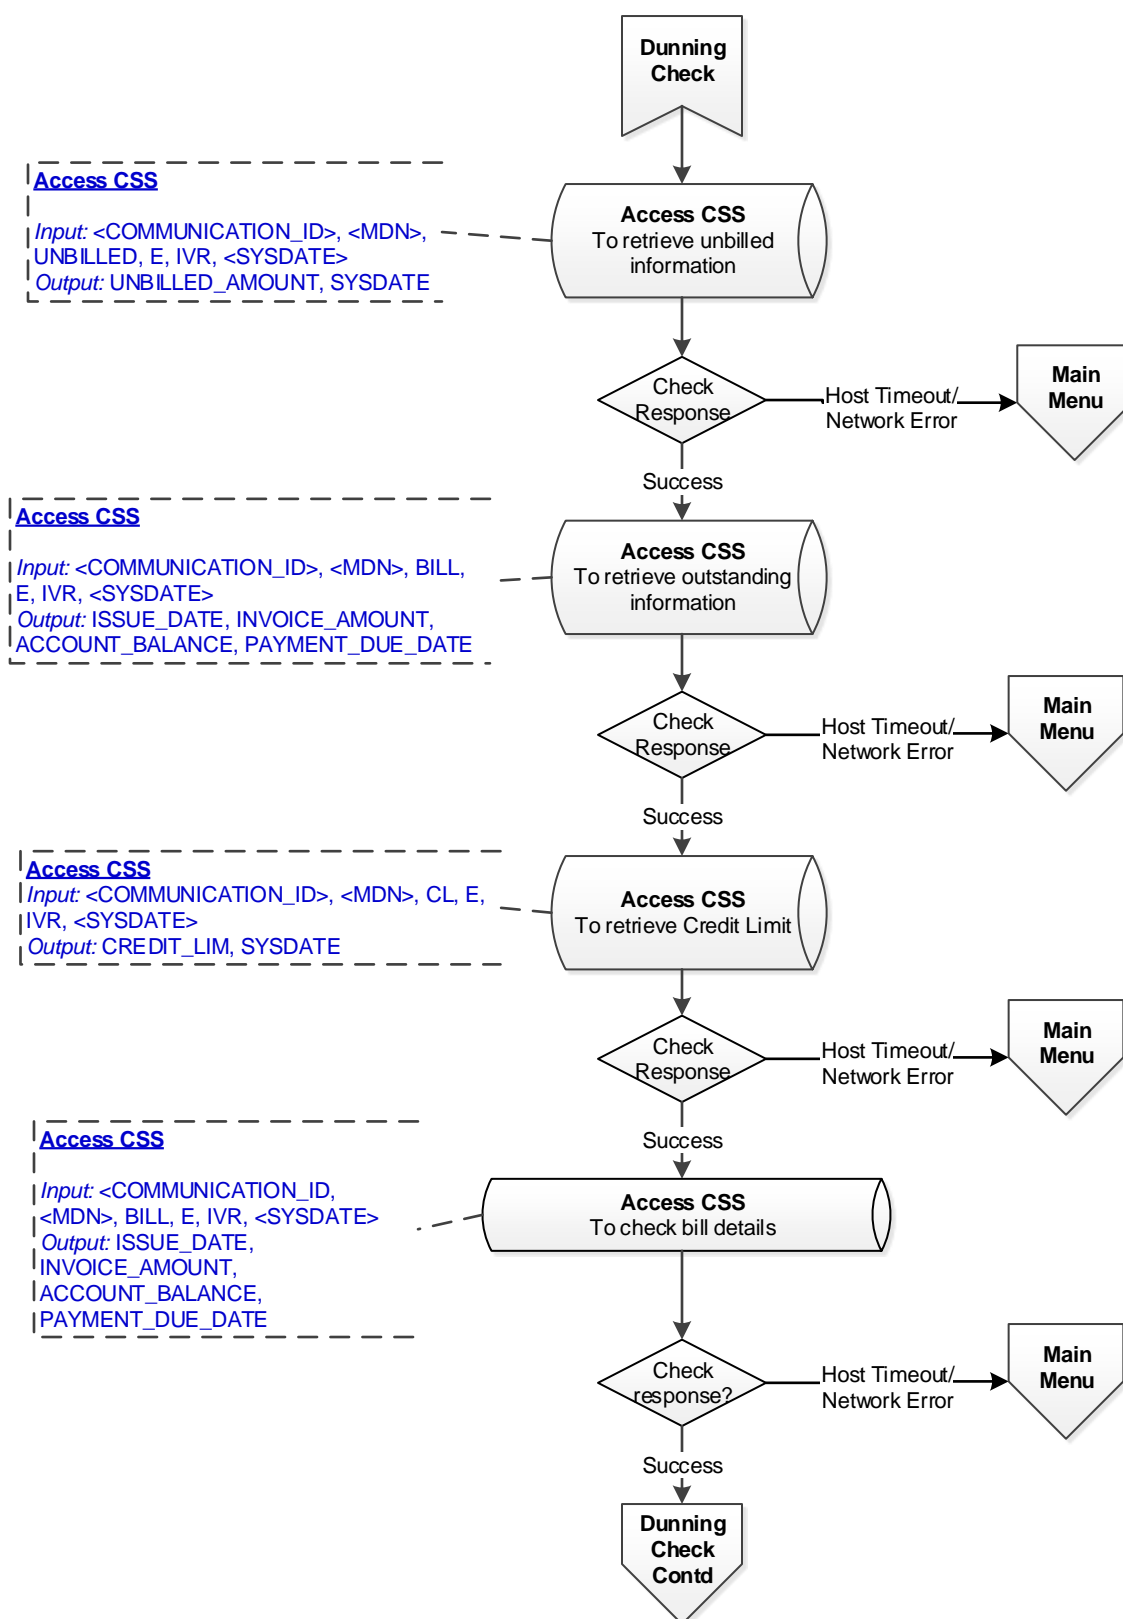 Dunning
Check
Access CSS
Input: <COMMUNICATION_ID>, <MDN>,
UNBILLED, E, IVR, <SYSDATE>
Output: UNBILLED_AMOUNT, SYSDATE
Access CSS
To retrieve unbilled
information
Check
Response
Host Timeout/
Network Error
Main
Menu
Success
Access CSS
Input: <COMMUNICATION_ID>, <MDN>, BILL,
E, IVR, <SYSDATE>
Output: ISSUE_DATE, INVOICE_AMOUNT,
ACCOUNT_BALANCE, PAYMENT_DUE_DATE
Access CSS
To retrieve outstanding
information
Check
Response
Host Timeout/
Network Error
Main
Menu
Success
Access CSS
Input: <COMMUNICATION_ID>, <MDN>, CL, E,
IVR, <SYSDATE>
Output: CREDIT_LIM, SYSDATE
Access CSS
To retrieve Credit Limit
Check
Response
Host Timeout/
Network Error
Main
Menu
Success
Access CSS
Input: <COMMUNICATION_ID,
<MDN>, BILL, E, IVR, <SYSDATE>
Output: ISSUE_DATE,
INVOICE_AMOUNT,
ACCOUNT_BALANCE,
PAYMENT_DUE_DATE
Access CSS
To check bill details
Check
response?
Host Timeout/
Network Error
Main
Menu
Success
Dunning
Check
Contd